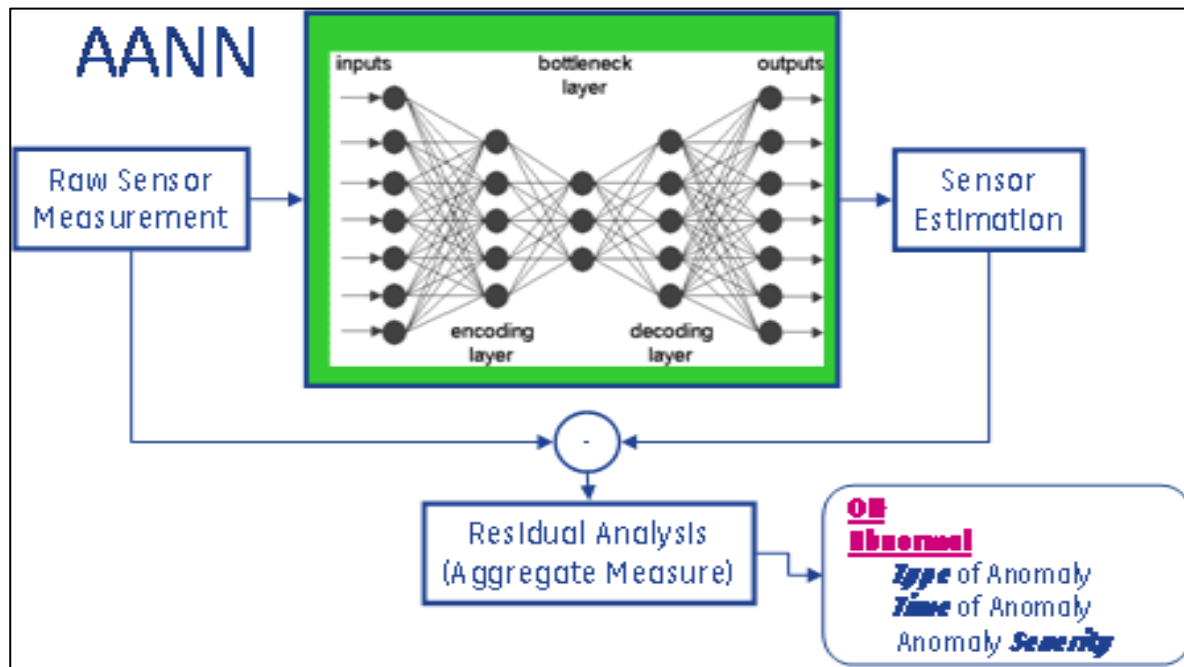 AANN
inputs
bottleneck
layer
outputs
Raw Sensor
Measurement
Sensor
Estimation
encoding
layer
decoding
layer
-
Residual Analysis
(Aggregate Measure)
Abnormal
Type of Anomaly
Time of Anomaly
Anomaly Severity